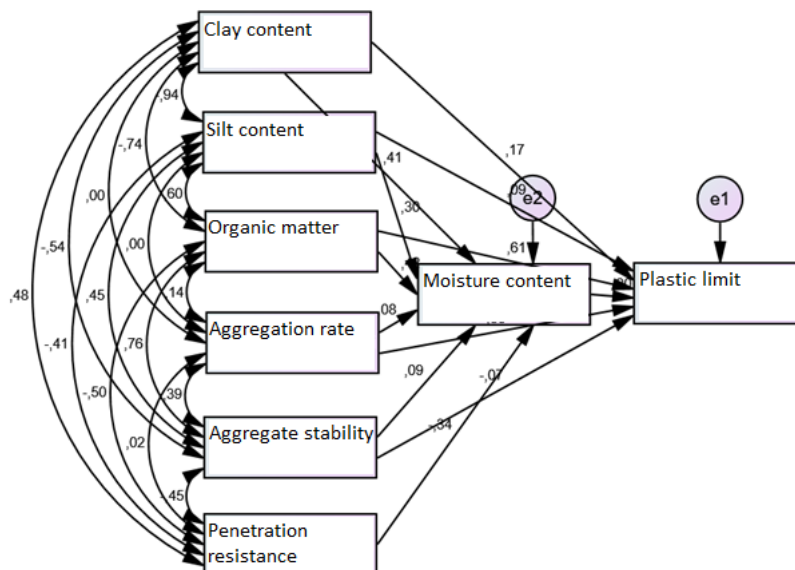 Clay content
-,94
Silt content
-,74
,41
,17
,00
60
,30
,09
e2
e1
-,54
,00
Organic matter
,61
,48
,45
14
Moisture content
Plastic limit
-,41
,76
Aggregation rate
08
-,50
,39
,09
-,07
,02
Aggregate stability
-,34
-,45
Penetration
resistance